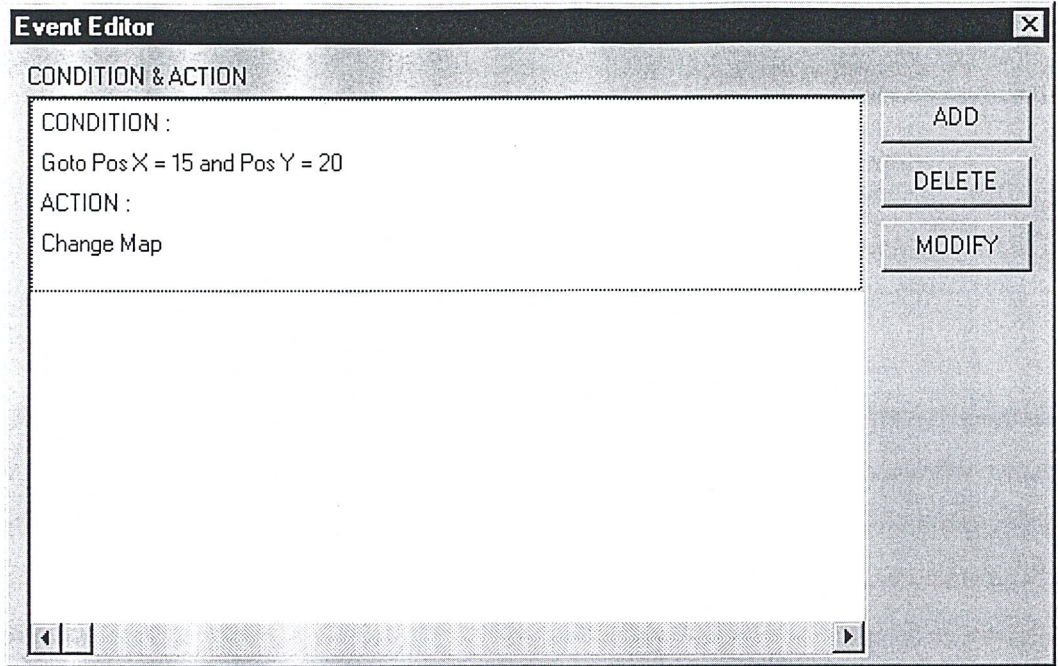 Event Editor
CONDITION & ACTION
CONDITION :
Goto Pos X = 15 and Pos Y = 20
ACTION :
Change Map
ADD
DELETE
MODIFY